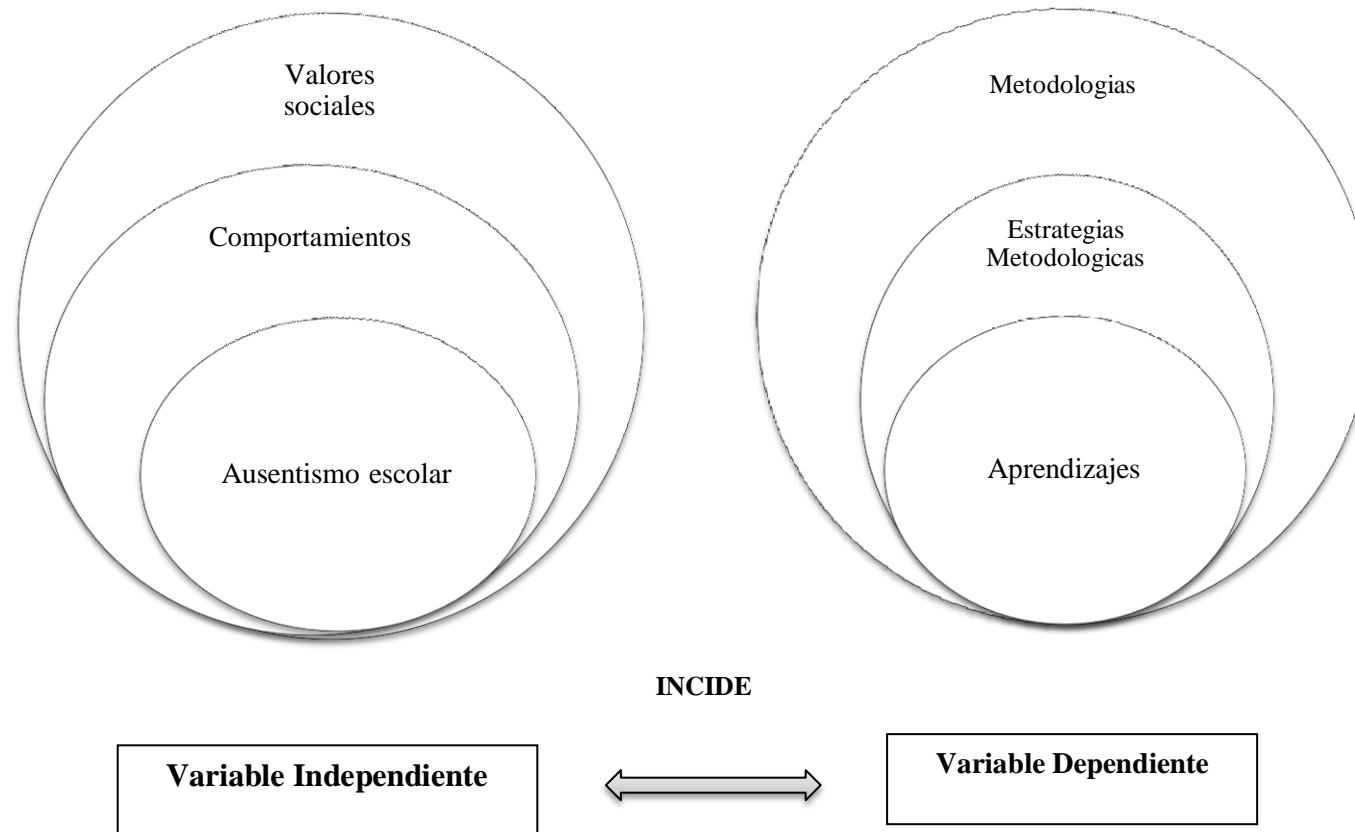 Valores
sociales
Comportamientos
Ausentismo escolar
Metodologias
Estrategias
Metodologicas
Aprendizajes
INCIDE
Variable Independiente
Variable Dependiente